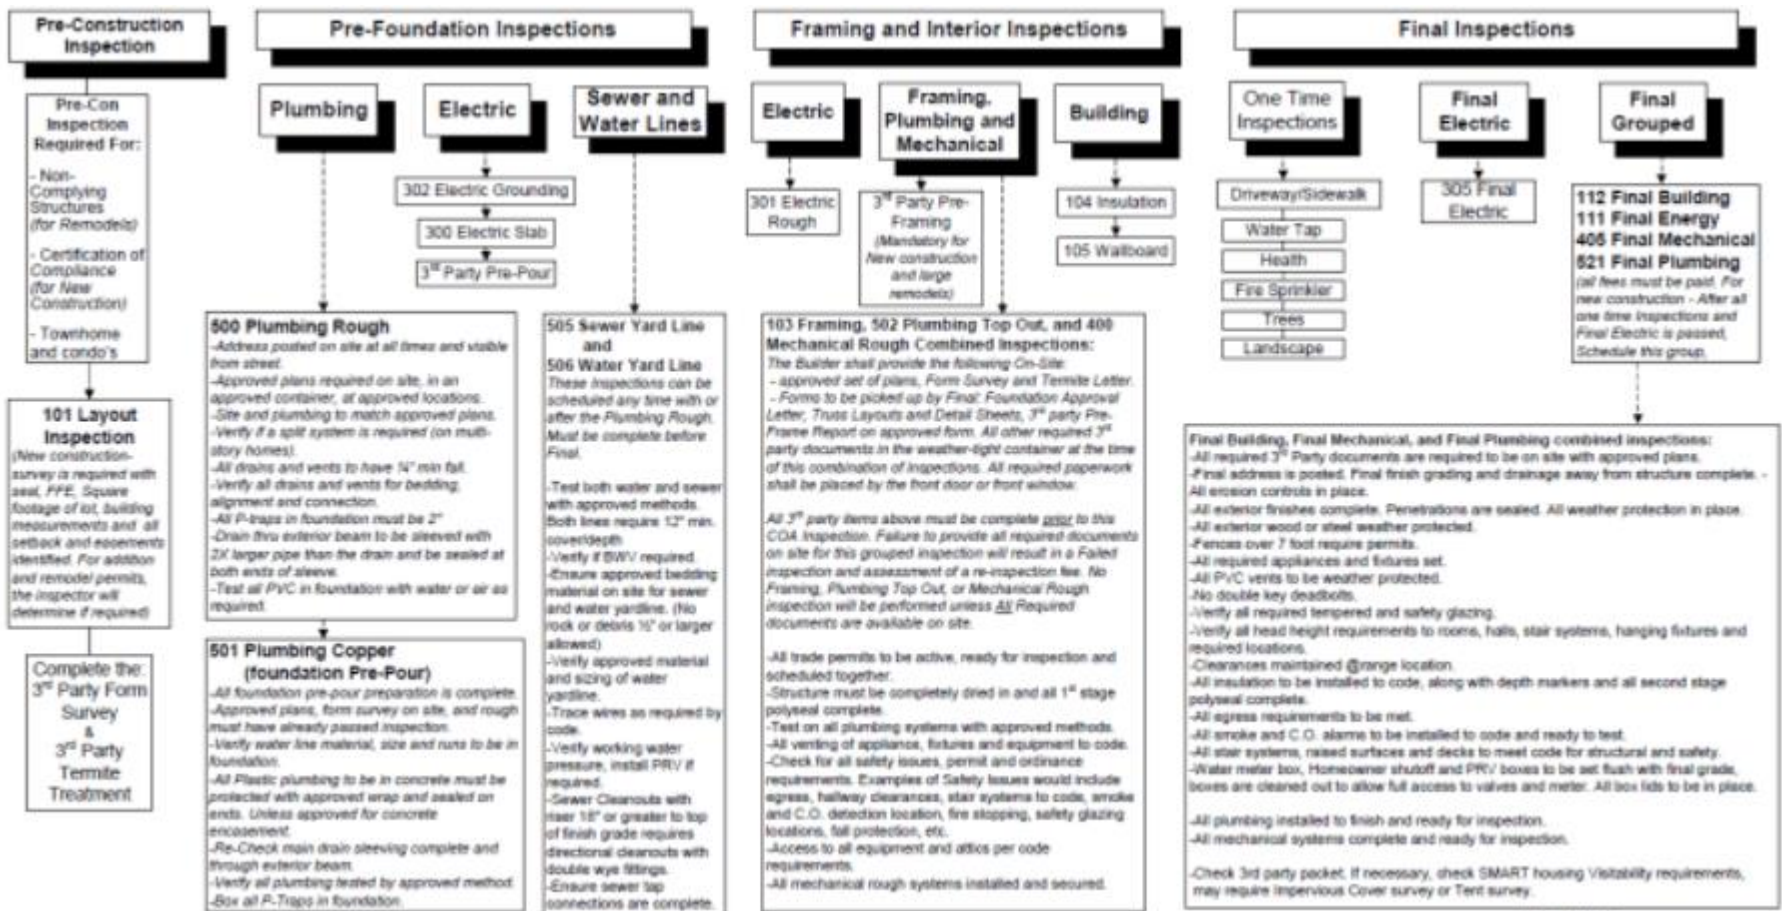 Pre-Construction
Inspection
Pre-Con
Inspection
Required For:
- Non-
Complying
Structures
(for Remodels)
- Certification of
Compliance
(for New
Construction)
- Townhome
and condo's
101 Layout
Inspection
(New construction-
survey is required with
seal, FFE, Square
footage of lot, building
measurements and all
setback and easements
identified. For addition
and remodel permits,
the inspector will
determine if required)
Complete the:
3rd Party Form
Survey
&
3rd Party
Termite
Treatment
Pre-Foundation Inspections
Plumbing
500 Plumbing Rough
-Address posted on site at all times and visible
from street.
-Approved plans required on site, in an
approved container, at approved locations.
-Site and plumbing to match approved plans.
-Verify if a split system is required (on multi-
story homes).
-All drains and vents to have ¼" min fall.
-Verify all drains and vents for bedding,
alignment and connection.
-All P-traps in foundation must be 2"
-Drain thru exterior beam to be sleeved with
2X larger pipe than the drain and be sealed at
both ends of sleeve.
-Test all PVC in foundation with water or air as
required.
501 Plumbing Copper
(foundation Pre-Pour)
-All foundation pre-pour preparation is complete.
-Approved plans, form survey on site, and rough
must have already passed inspection.
-Verify water line material, size and runs to be in
foundation.
-All Plastic plumbing to be in concrete must be
protected with approved wrap and sealed on
ends. Unless approved for concrete
encasement.
-Re-Check main drain sleeving complete and
through exterior beam.
-Verify all plumbing tested by approved method.
-Box all P-Traps in foundation.
Electric
302 Electric Grounding
300 Electric Slab
3rd Party Pre-Pour
Sewer and
Water Lines
505 Sewer Yard Line
and
506 Water Yard Line
These Inspections can be
scheduled any time with or
after the Plumbing Rough.
Must be complete before
Final.
-Test both water and sewer
with approved methods.
Both lines require 12" min.
cover/depth
-Verify if BWV required.
-Ensure approved bedding
material on site for sewer
and water yardline. (No
rock or debris ½" or larger
allowed)
-Verify approved material
and sizing of water
yardline.
-Trace wires as required by
code.
-Verify working water
pressure, install PRV if
required.
-Sewer Cleanouts with
riser 18" or greater to top
of finish grade requires
directional cleanouts with
double wye fittings.
-Ensure sewer tap
connections are complete.
Framing and Interior Inspections
Electric
301 Electric
Rough
Framing,
Plumbing and
Mechanical
3rd Party Pre-
Framing
(Mandatory for
New construction
and large
remodels)
Building
104 Insulation
105 Wallboard
103 Framing, 502 Plumbing Top Out, and 400
Mechanical Rough Combined Inspections:
The Builder shall provide the following On-Site:
- approved set of plans, Form Survey and Termite Letter.
- Forms to be picked up by Final: Foundation Approval
Letter, Truss Layouts and Detail Sheets, 3rd party Pre-
Frame Report on approved form. All other required 3rd
party documents in the weather-tight container at the time
of this combination of inspections. All required paperwork
shall be placed by the front door or front window.
All 3rd party items above must be complete prior to this
COA Inspection. Failure to provide all required documents
on site for this grouped inspection will result in a Failed
inspection and assessment of a re-inspection fee. No
Framing, Plumbing Top Out, or Mechanical Rough
inspection will be performed unless All Required
documents are available on site.
-All trade permits to be active, ready for inspection and
scheduled together.
-Structure must be completely dried in and all 1st stage
polyseal complete.
-Test on all plumbing systems with approved methods.
-All venting of appliance, fixtures and equipment to code.
-Check for all safety issues, permit and ordinance
requirements. Examples of Safety Issues would include
egress, hallway clearances, stair systems to code, smoke
and C.O. detection location, fire stopping, safety glazing
locations, fall protection, etc.
-Access to all equipment and attics per code
requirements.
-All mechanical rough systems installed and secured.
Final Inspections
One Time
Inspections
Driveway/Sidewalk
Water Tap
Health
Fire Sprinkler
Trees
Landscape
Final
Electric
305 Final
Electric
Final
Grouped
112 Final Building
111 Final Energy
405 Final Mechanical
521 Final Plumbing
(all fees must be paid. For
new construction - After all
one time Inspections and
Final Electric is passed,
Schedule this group.
Final Building, Final Mechanical, and Final Plumbing combined inspections:
-All required 3rd Party documents are required to be on site with approved plans.
-Final address is posted. Final finish grading and drainage away from structure complete. -
All erosion controls in place.
-All exterior finishes complete. Penetrations are sealed. All weather protection in place.
-All exterior wood or steel weather protected.
-Fences over 7 foot require permits.
-All required appliances and fixtures set.
-All PVC vents to be weather protected.
-No double key deadbolts.
-Verify all required tempered and safety glazing.
-Verify all head height requirements to rooms, halls, stair systems, hanging fixtures and
required locations.
-Clearances maintained @range location.
-All insulation to be installed to code, along with depth markers and all second stage
polyseal complete.
-All egress requirements to be met.
-All smoke and C.O. alarms to be installed to code and ready to test.
-All stair systems, raised surfaces and decks to meet code for structural and safety.
-Water meter box, Homeowner shutoff and PRV boxes to be set flush with final grade,
boxes are cleaned out to allow full access to valves and meter. All box lids to be in place.
-All plumbing installed to finish and ready for inspection.
-All mechanical systems complete and ready for inspection.
-Check 3rd party packet. If necessary, check SMART housing Visitability requirements,
may require Impervious Cover survey or Tent survey.